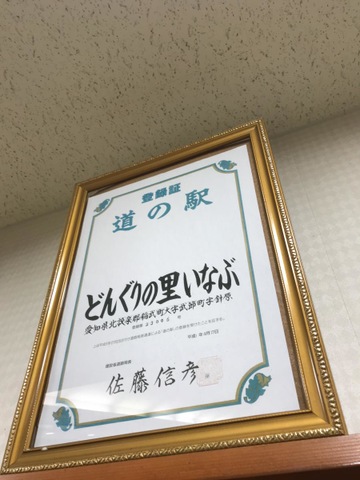 登録証
道の駅
どんぐりの里いなぶ
愛知県北設楽郡稲武町大字武節町字針原
佐藤信彦